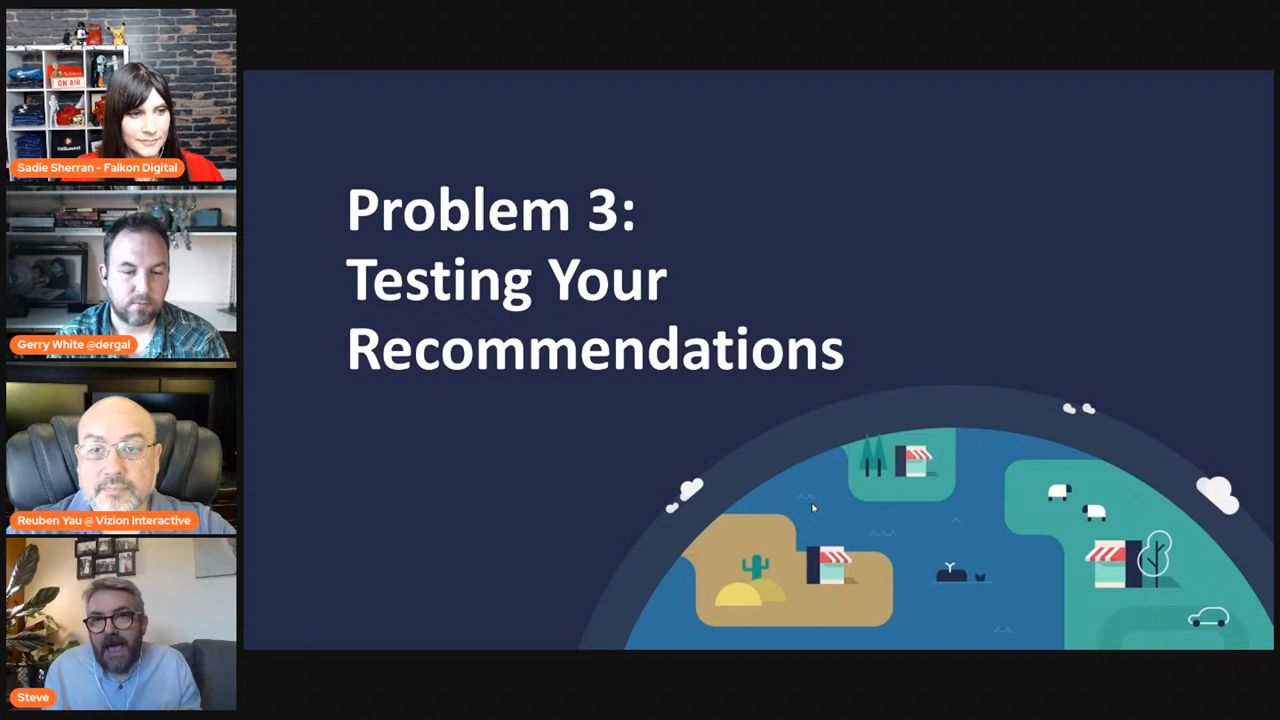 ON AIR
Sadie Sherran - Falkon Digital
Gerry White @dergal
Reuben Yau @ Vizion Interactive
Steve
Problem 3:
Testing Your
Recommendations